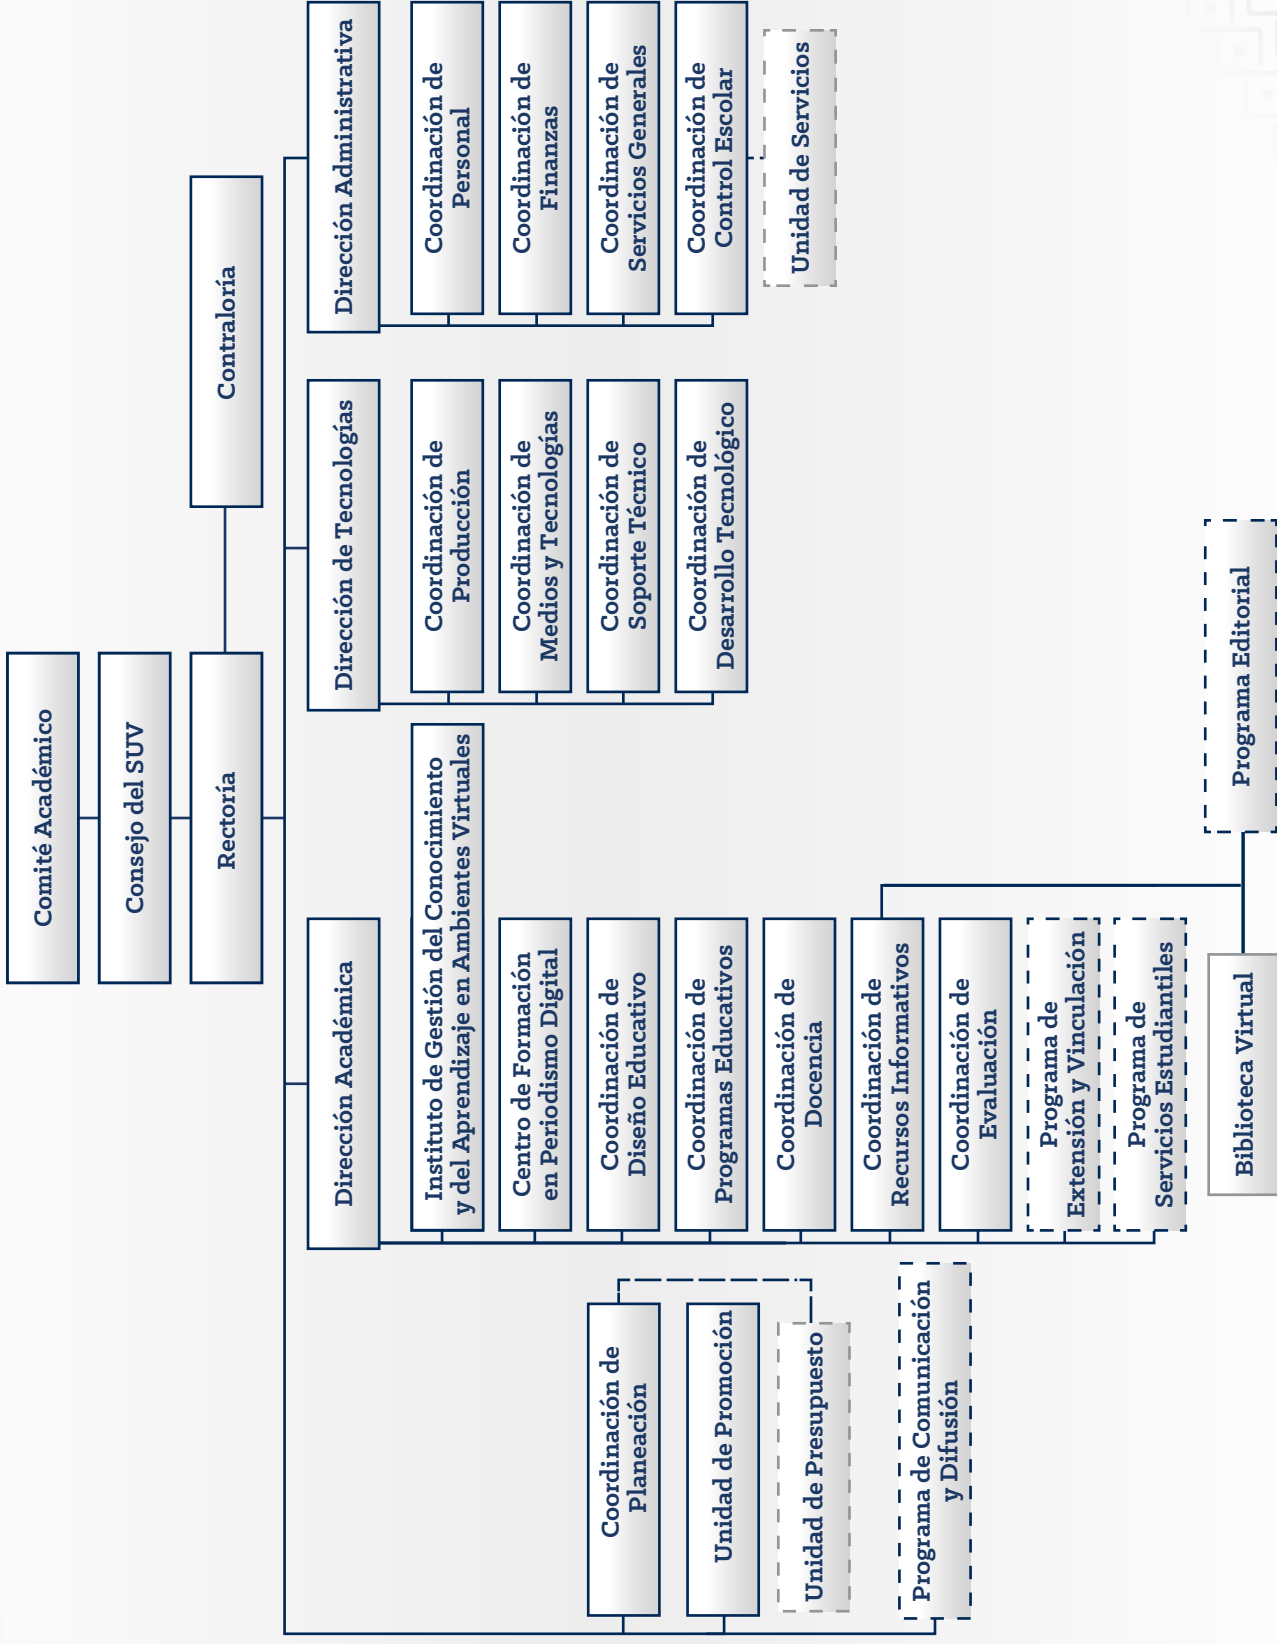 Comité Académico
Consejo del SUV
Rectoría
Contraloría
Coordinación de
Planeación
Unidad de Promoción
Unidad de Presupuesto
Programa de Comunicación
y Difusión
Dirección Académica
Instituto de Gestión del Conocimiento
y del Aprendizaje en Ambientes Virtuales
Centro de Formación
en Periodismo Digital
Coordinación de
Diseño Educativo
Coordinación de
Programas Educativos
Coordinación de
Docencia
Coordinación de
Recursos Informativos
Coordinación de
Evaluación
Programa de
Extensión y Vinculación
Programa de
Servicios Estudiantiles
Biblioteca Virtual
Programa Editorial
Dirección de Tecnologías
Coordinación de
Producción
Coordinación de
Medios y Tecnologías
Coordinación de
Soporte Técnico
Coordinación de
Desarrollo Tecnológico
Dirección Administrativa
Coordinación de
Personal
Coordinación de
Finanzas
Coordinación de
Servicios Generales
Coordinación de
Control Escolar
Unidad de Servicios